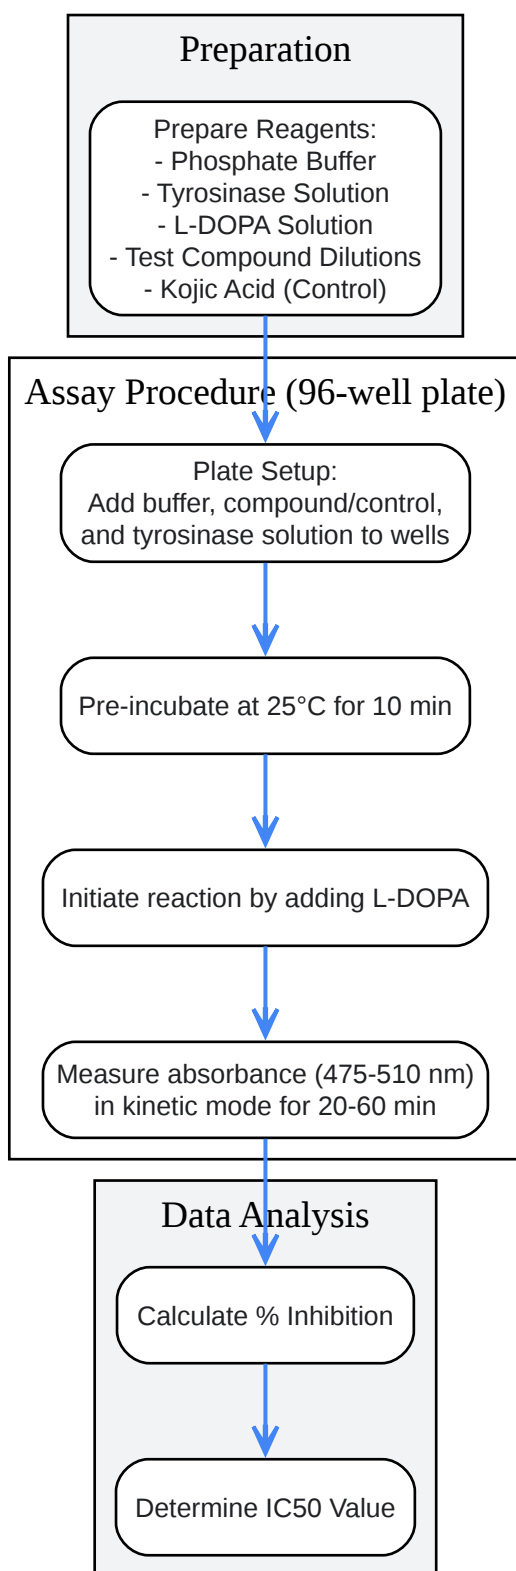 Preparation
Prepare Reagents:
- Phosphate Buffer
- Tyrosinase Solution
- L-DOPA Solution
- Test Compound Dilutions
- Kojic Acid (Control)
Assay Procedure (96-well plate)
Plate Setup:
Add buffer, compound/control,
and tyrosinase solution to wells
Pre-incubate at 25°C for 10 min
Initiate reaction by adding L-DOPA
Measure absorbance (475-510 nm)
in kinetic mode for 20-60 min
Data Analysis
Calculate % Inhibition
Determine IC50 Value